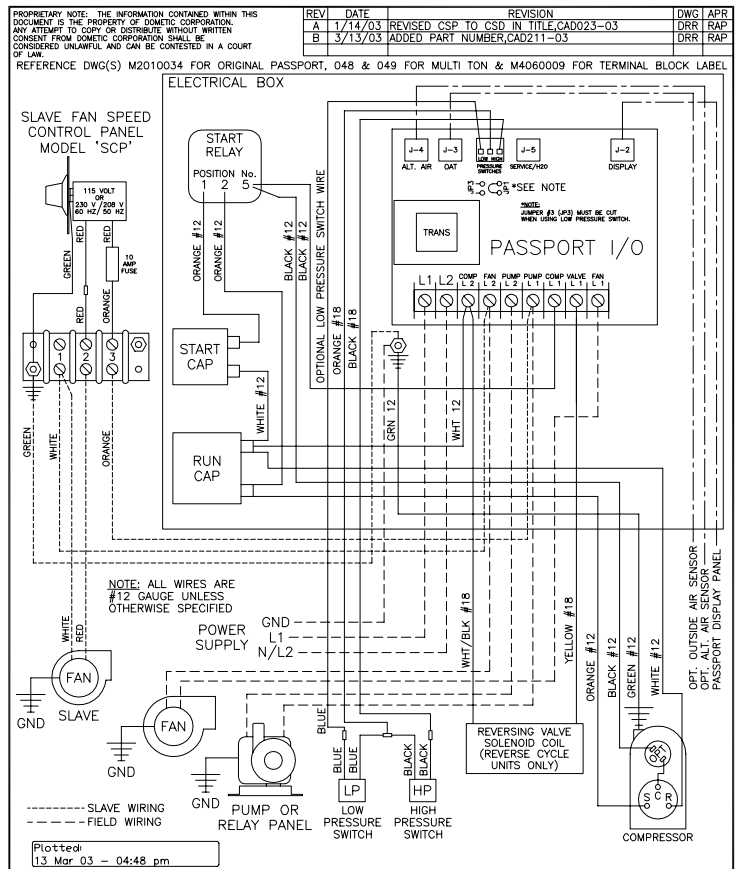 PROPRIETARY NOTE: THE INFORMATION CONTAINED WITHIN THIS
DOCUMENT IS THE PROPERTY OF DOMETIC CORPORATION.
ANY ATTEMPT TO COPY OR DISTRIBUTE WITHOUT WRITTEN
CONSENT FROM DOMETIC CORPORATION SHALL BE
CONSIDERED UNLAWFUL AND CAN BE CONTESTED IN A COURT
OF LAW.
REV DATE REVISION DWG APR
A 1/14/03 REVISED CSP TO CSD IN TITLE,CAD023-03 DRR RAP
B 3/13/03 ADDED PART NUMBER,CAD211-03 DRR RAP
REFERENCE DWG(S) M2010034 FOR ORIGINAL PASSPORT, 048 & 049 FOR MULTI TON & M4060009 FOR TERMINAL BLOCK LABEL
ELECTRICAL BOX
SLAVE FAN SPEED
CONTROL PANEL
MODEL 'SCP'
115 VOLT
OR
230 V/208 V
60 HZ/50 HZ
GREEN
RED
RED
10
AMP
FUSE
RED
ORANGE
1 2 3
GREEN
WHITE
ORANGE
START
RELAY
POSITION No.
1 2 5
ORANGE #12
ORANGE #12
BLACK #12
BLACK #12
OPTIONAL LOW PRESSURE SWITCH WIRE
ORANGE #18
BLACK #18
START
CAP
WHITE #12
RUN
CAP
J-4
ALT. AIR
J-3
OAT
LOW HIGH
PRESSURE
SWITCHES
J-5
SERVICE/H2O
J-2
DISPLAY
JP3
JP1
*SEE NOTE
*NOTE:
JUMPER #3 (JP3) MUST BE CUT
WHEN USING LOW PRESSURE SWITCH.
TRANS
PASSPORT I/O
L1 L2 COMP L 2 FAN L 2 PUMP L 2 PUMP L 1 COMP L 1 VALVE L 1 FAN L 1
GRN 12
WHT 12
NOTE: ALL WIRES ARE
#12 GAUGE UNLESS
OTHERWISE SPECIFIED
POWER
SUPPLY
GND
L1
N/L2
WHT/BLK #18
YELLOW #18
ORANGE #12
BLACK #12
GREEN #12
WHITE #12
OPT. OUTSIDE AIR SENSOR
OPT. ALT. AIR SENSOR
PASSPORT DISPLAY PANEL
WHITE
RED
FAN
SLAVE
GND
FAN
GND
GND
PUMP OR
RELAY PANEL
BLUE
BLUE
BLUE
BLACK
BLACK
LP
LOW
PRESSURE
SWITCH
HP
HIGH
PRESSURE
SWITCH
REVERSING VALVE
SOLENOID COIL
(REVERSE CYCLE
UNITS ONLY)
S C R
COMPRESSOR
SLAVE WIRING
FIELD WIRING
Plotted:
13 Mar 03 - 04:48 pm